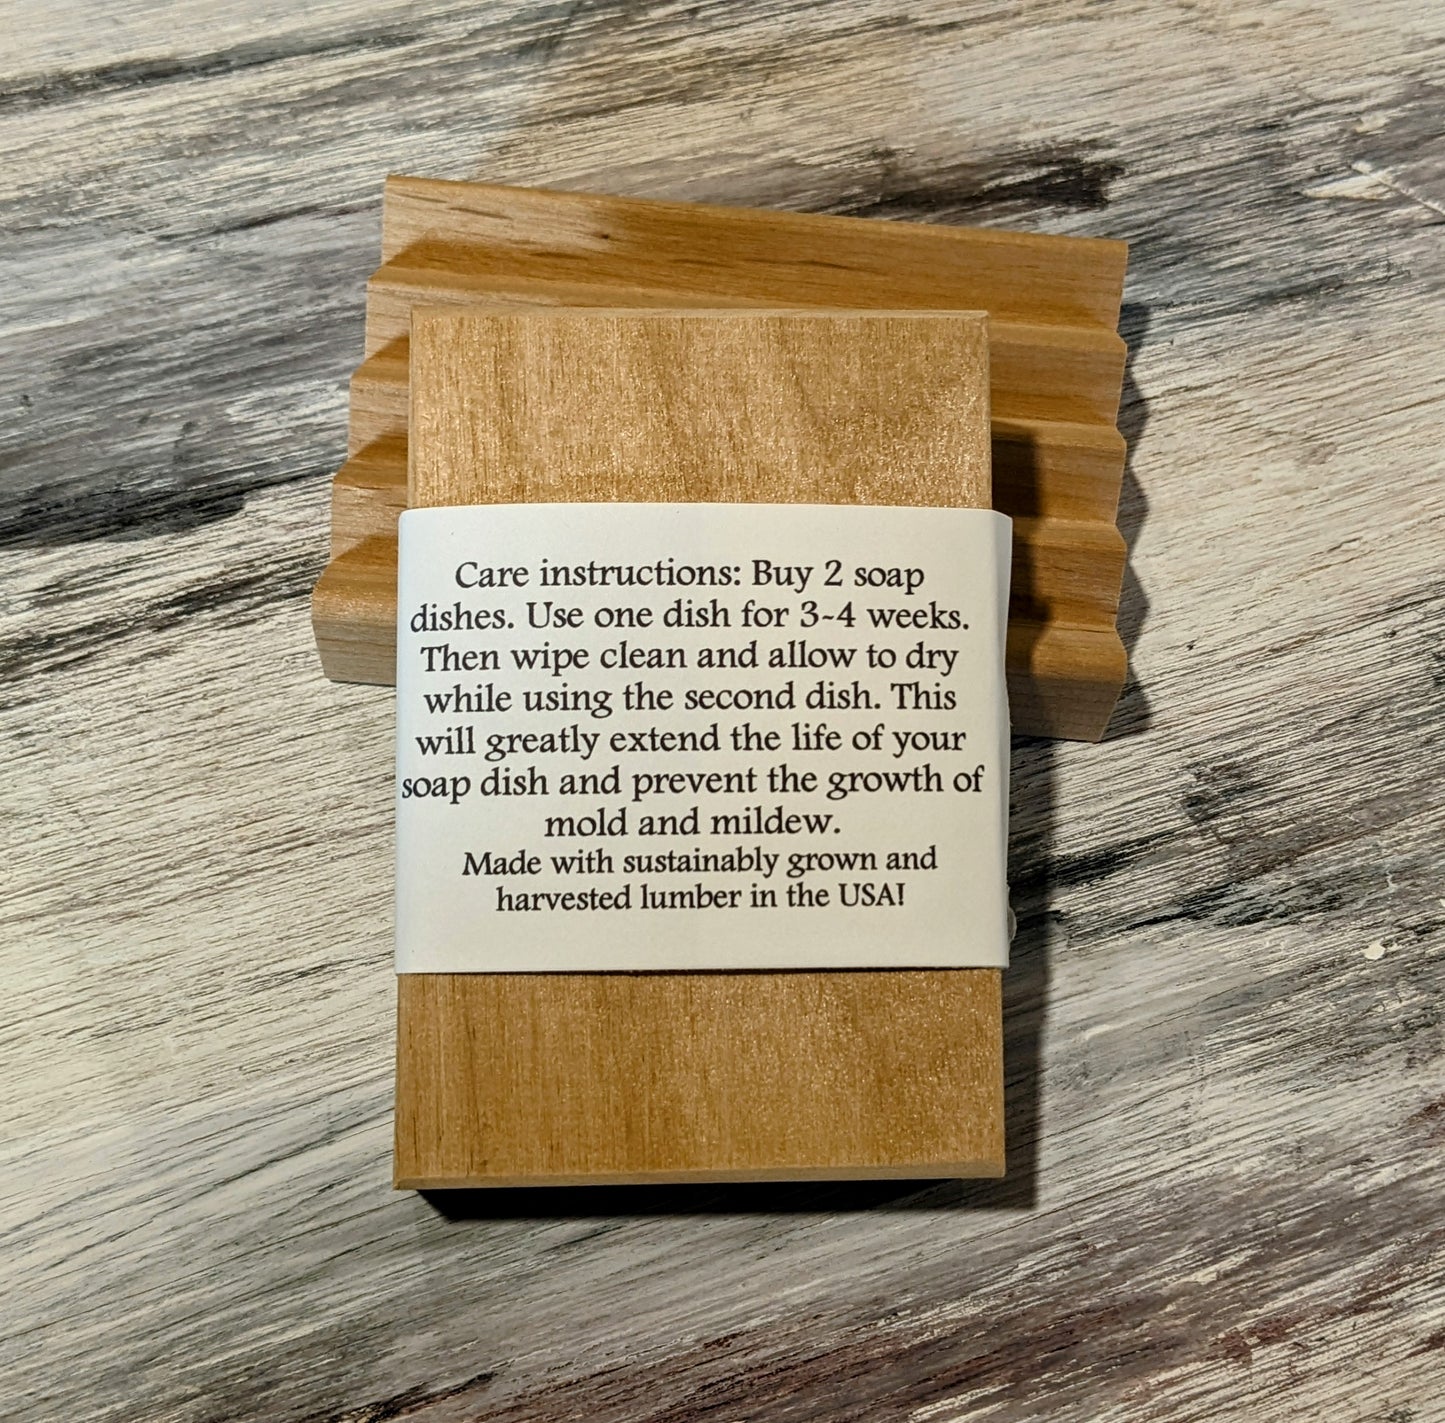 Care instructions: Buy 2 soap
dishes. Use one dish for 3-4 weeks.
Then wipe clean and allow to dry
while using the second dish. This
will greatly extend the life of your
soap dish and prevent the growth of
mold and mildew.
Made with sustainably grown and
harvested lumber in the USA!